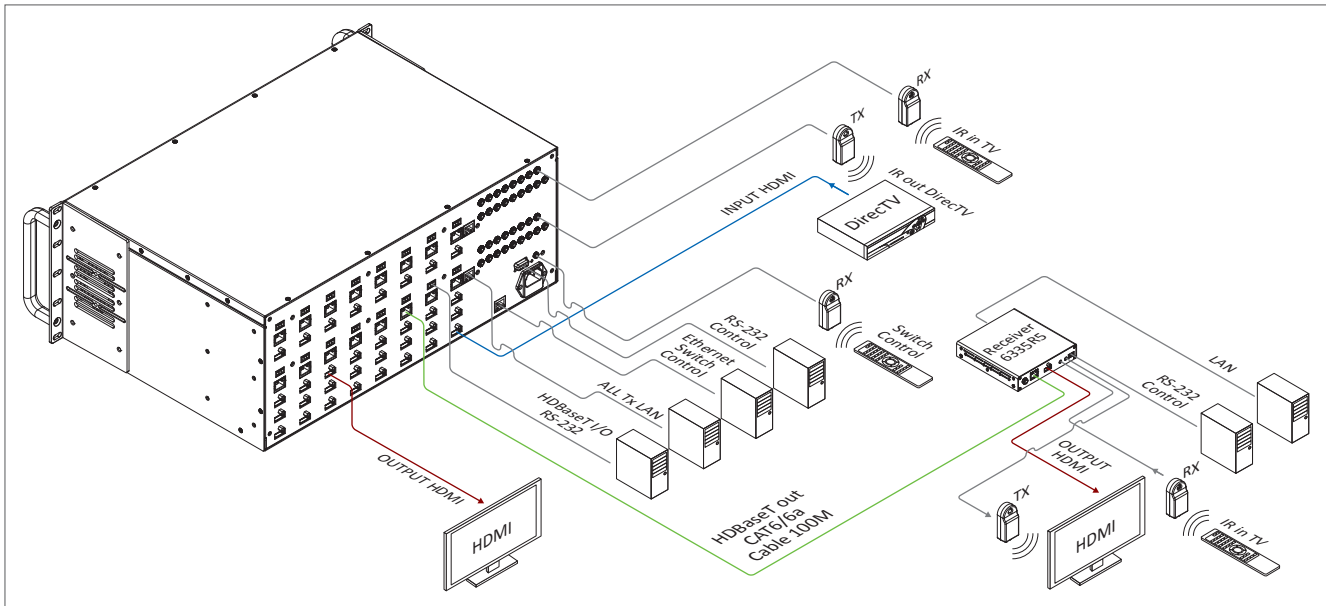 RX
IR in TV
TX
IR out DirecTV
DirecTV
INPUT HDMI
RX
Switch
Control
RS-232
Control
Ethernet
Switch
Control
ALL Tx LAN
HDBaseT I/O
RS-232
OUTPUT HDMI
HDMI
HDBaseT out
CAT6/6a
Cable 100M
Receiver
6335R5
LAN
RS-232
Control
OUTPUT
HDMI
TX
HDMI
RX
IR in TV